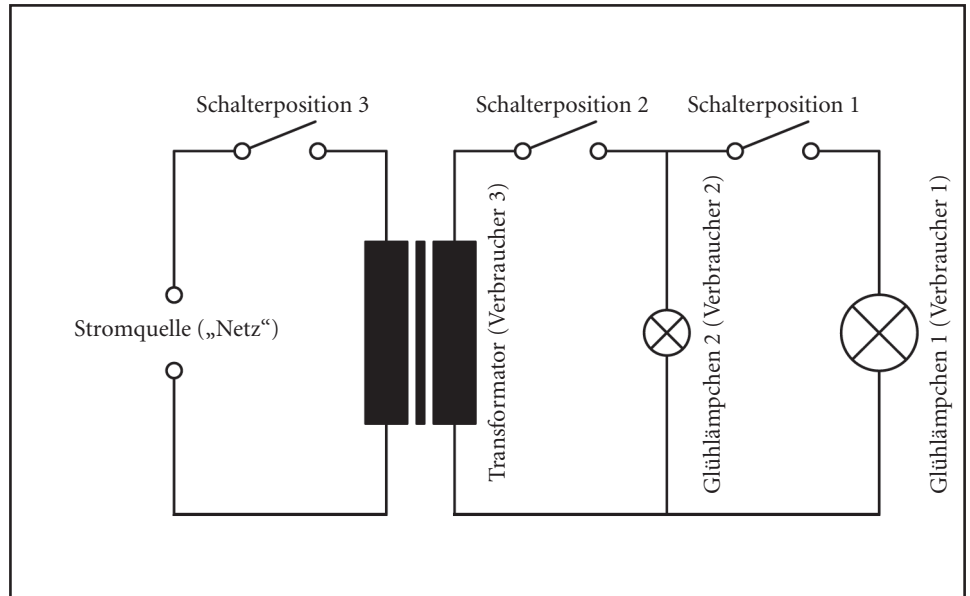 Schalterposition 3
Schalterposition 2
Schalterposition 1
Stromquelle („Netz“)
Transformator (Verbraucher 3)
Glühlämpchen 2 (Verbraucher 2)
Glühlämpchen 1 (Verbraucher 1)